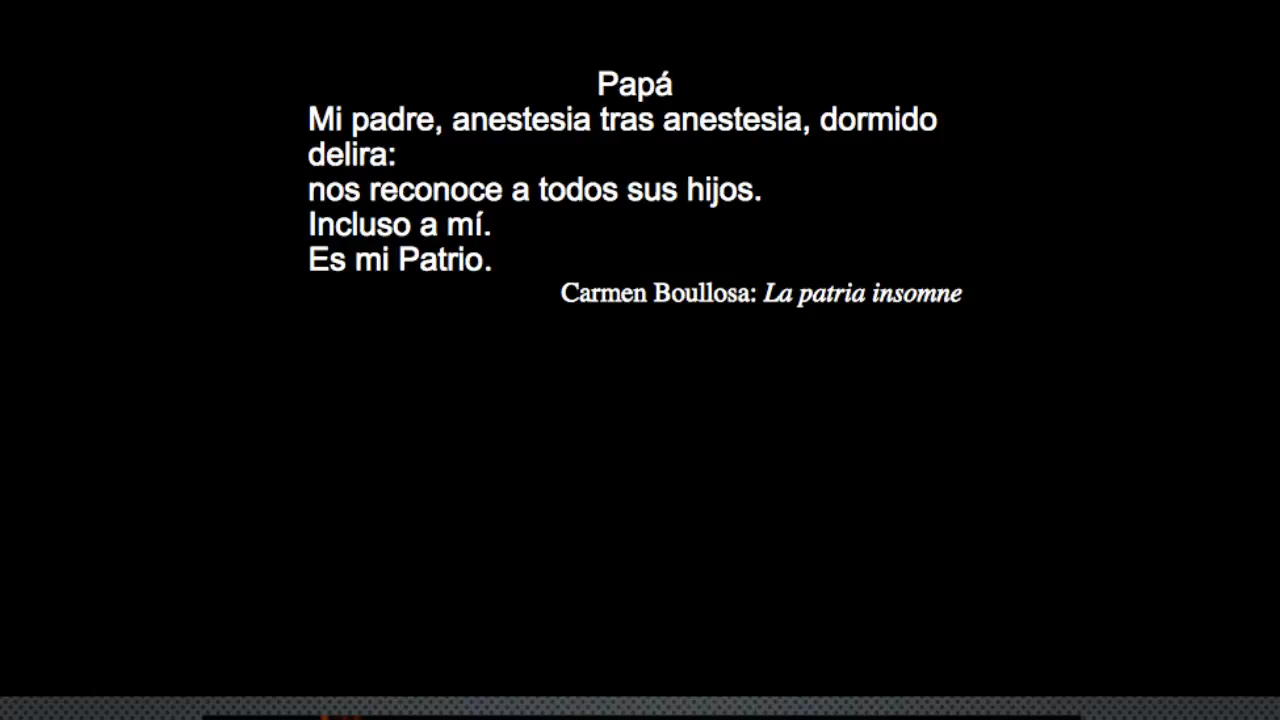 Papá
Mi padre, anestesia tras anestesia, dormido
delira:
nos reconoce a todos sus hijos.
Incluso a mí.
Es mi Patrio.
Carmen Boullosa: La patria insomne